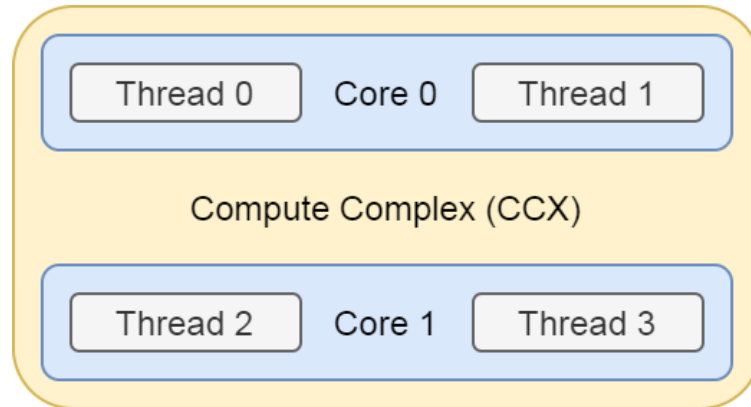 Thread 0 Core 0 Thread 1
Compute Complex (CCX)
Thread 2 Core 1 Thread 3